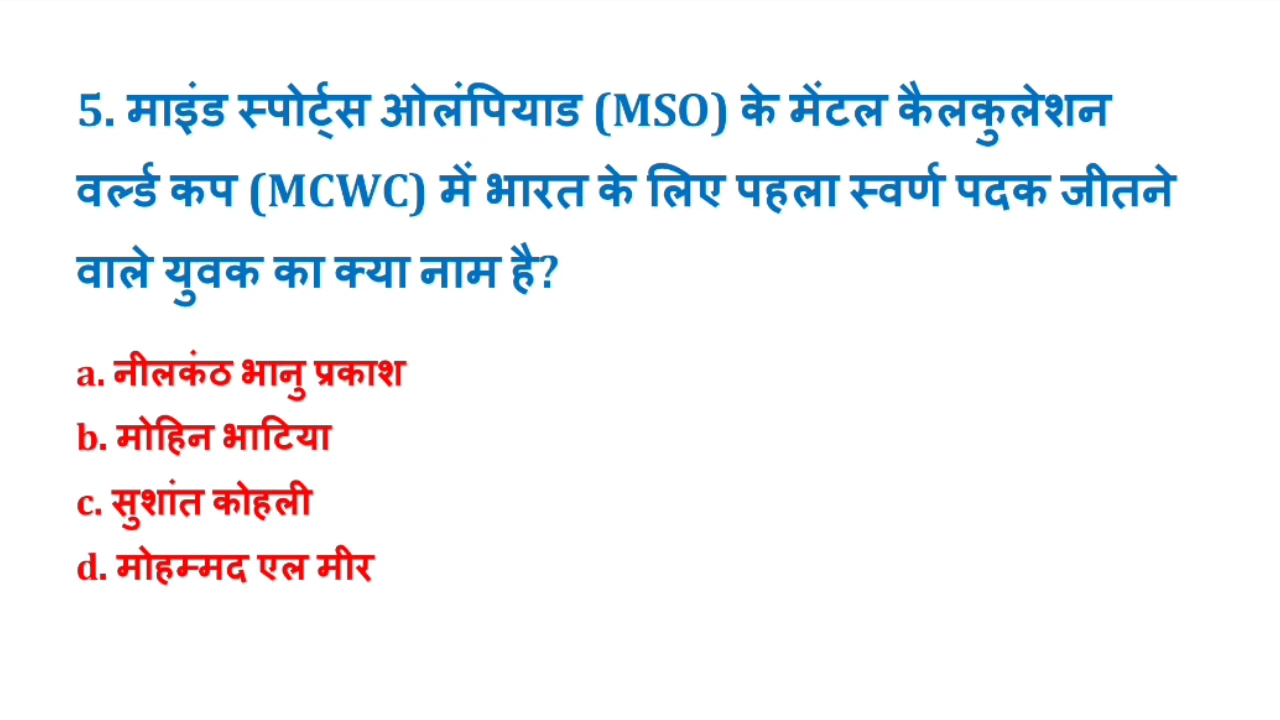 5. माइंड स्पोर्ट्स ओलंपियाड (MSO) के मेंटल कैलकुलेशन
वर्ल्ड कप (MCWC) में भारत के लिए पहला स्वर्ण पदक जीतने
वाले युवक का क्या नाम है?
a. नीलकंठ भानु प्रकाश
b. मोहिन भाटिया
c. सुशांत कोहली
d. मोहम्मद एल मीर